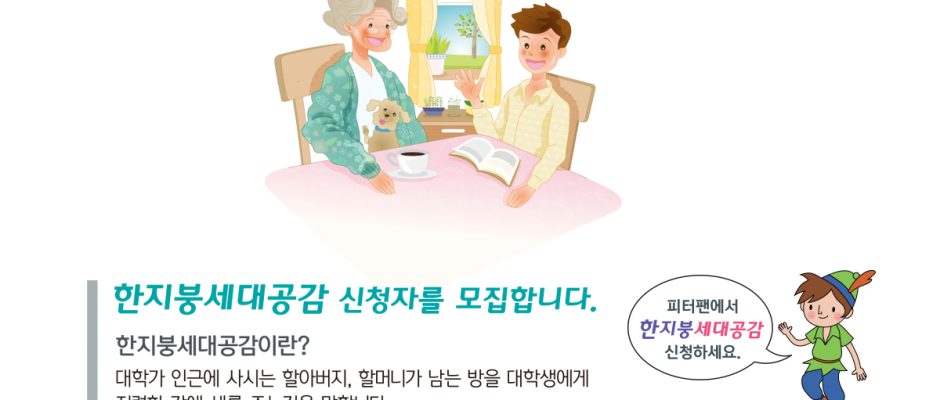 한지붕세대공감 신청자를 모집합니다.
피터팬에서
한지붕세대공감
신청하세요.
한지붕세대공감이란?
대학가 인근에 사시는 할아버지, 할머니가 남는 방을 대학생에게